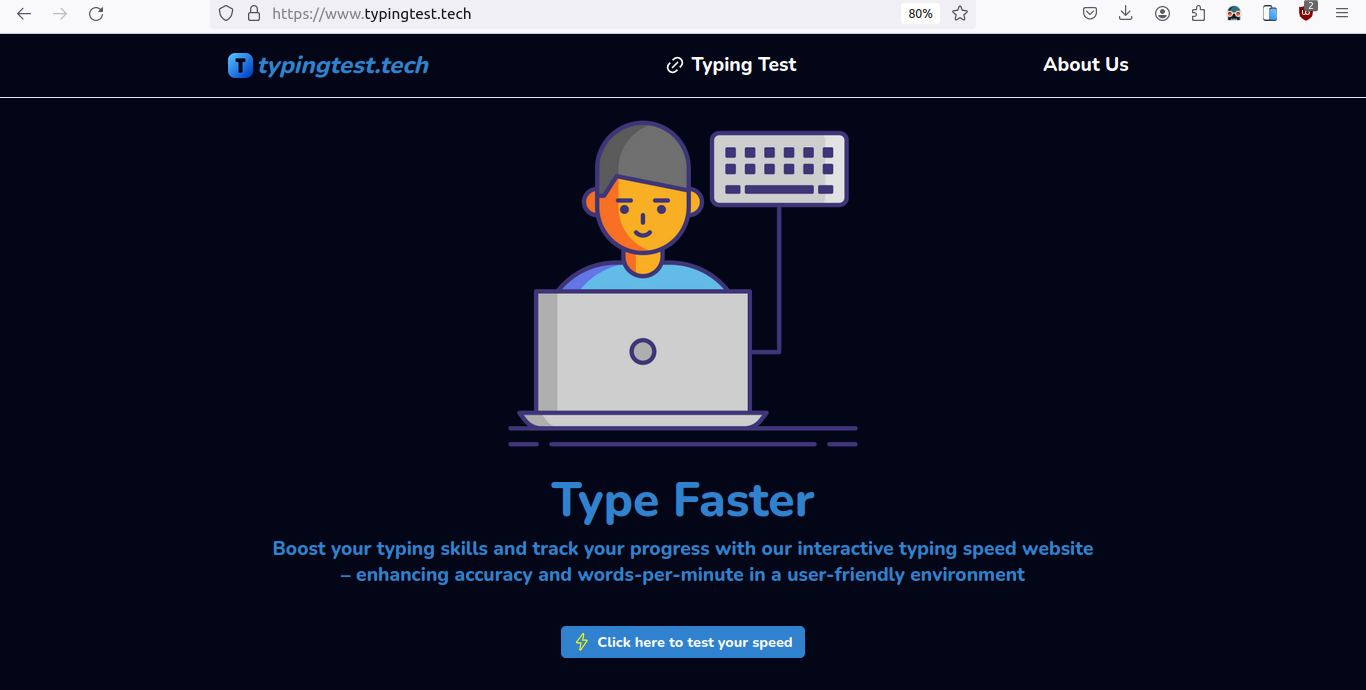 https://www.typingtest.tech
80%
2
T typingtest.tech
Typing Test
About Us
Type Faster
Boost your typing skills and track your progress with our interactive typing speed website
– enhancing accuracy and words-per-minute in a user-friendly environment
Click here to test your speed